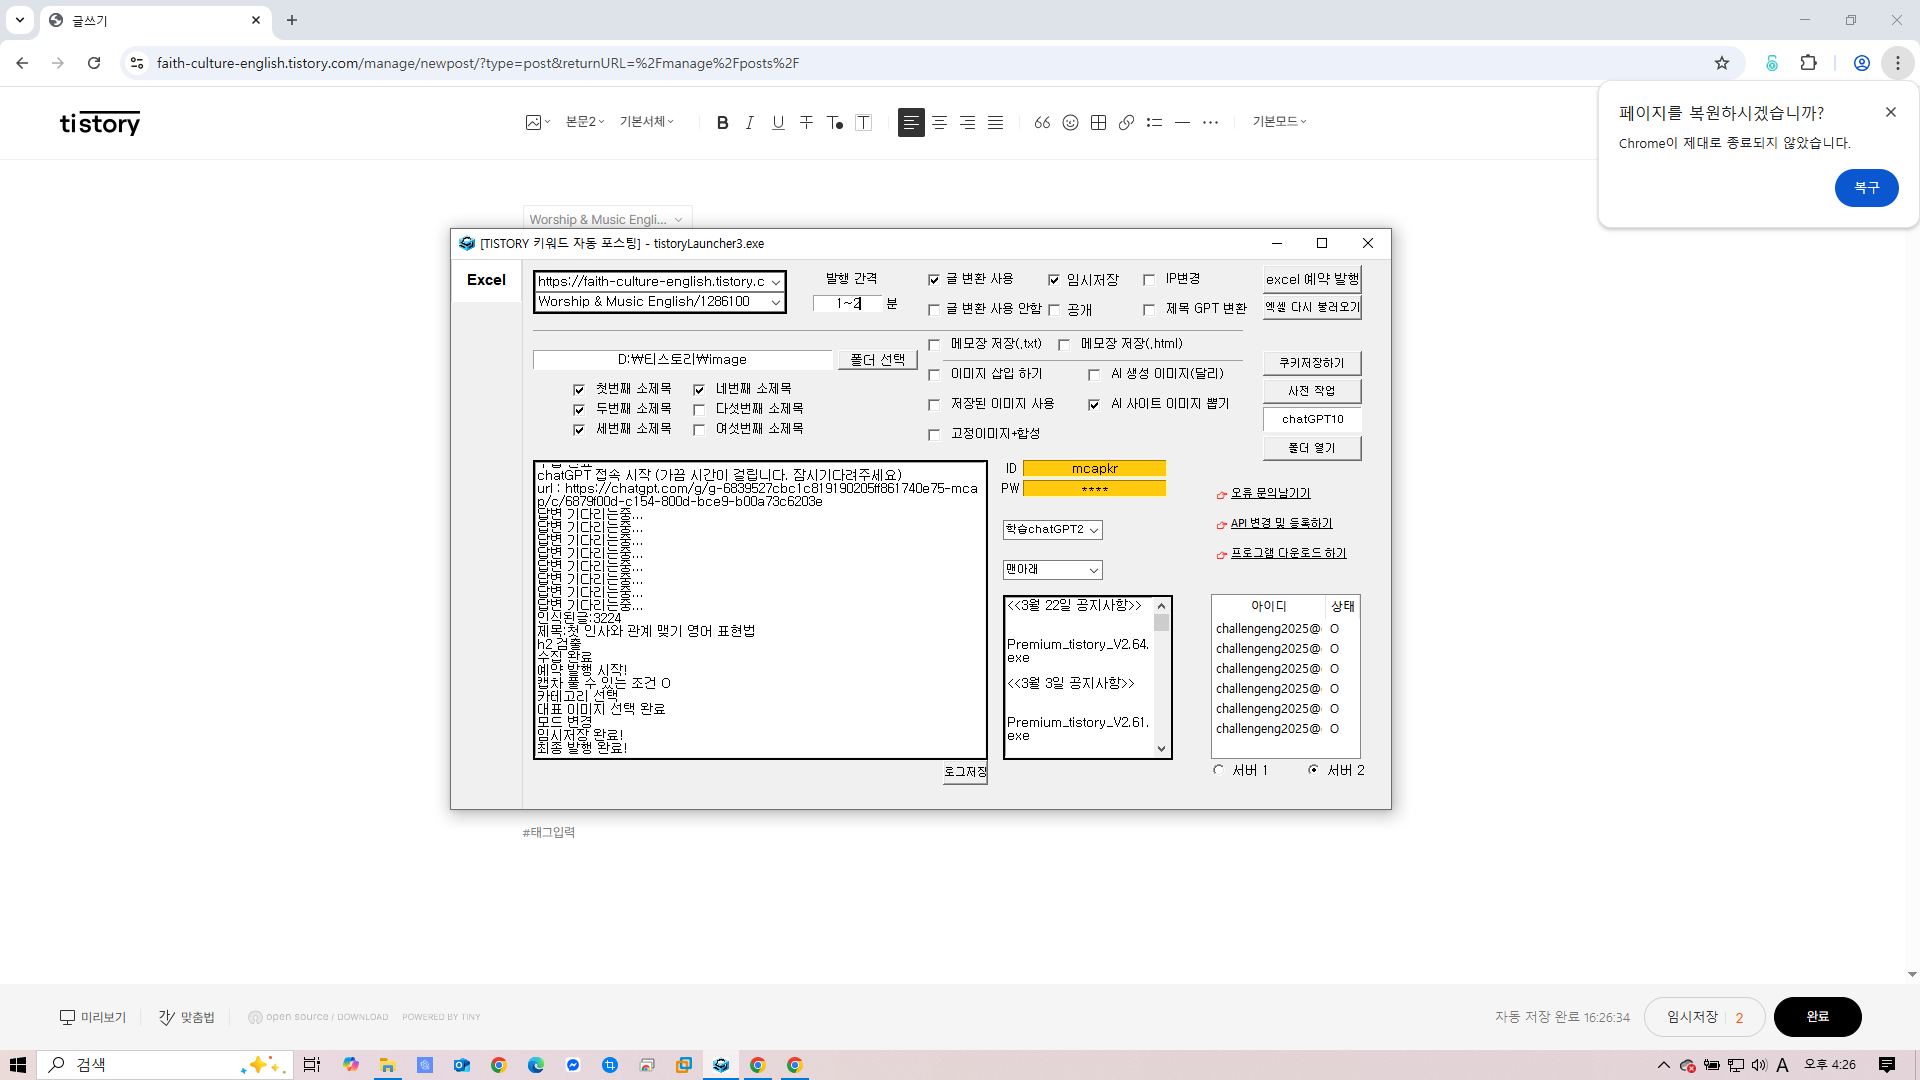 글쓰기
faith-culture-english.tistory.com/manage/newpost/?type=post&returnURL=%2Fmanage%2Fposts%2F
페이지를 복원하시겠습니까?
Chrome이 제대로 종료되지 않았습니다.
복구
tistory
본문2
기본서체
기본모드
Worship & Music Engli...
[TISTORY 키워드 자동 포스팅] - tistoryLauncher3.exe
Excel
https://faith-culture-english.tistory.c
Worship & Music English/1286100
발행 간격
1~2 분
글 변환 사용
임시저장
IP변경
글 변환 사용 안함
공개
제목 GPT 변환
excel 예약 발행
엑셀 다시 불러오기
D:₩티스토리₩image
폴더 선택
메모장 저장(.txt)
메모장 저장(.html)
이미지 삽입 하기
AI 생성 이미지(달리)
저장된 이미지 사용
AI 사이트 이미지 뽑기
고정이미지+합성
쿠키저장하기
사전 작업
chatGPT10
폴더 열기
첫번째 소제목
네번째 소제목
두번째 소제목
다섯번째 소제목
세번째 소제목
여섯번째 소제목
chatGPT 접속 시작 (가끔 시간이 걸립니다. 잠시기다려주세요)
url : https://chatgpt.com/g/g-6839527cbc1c819190205ff861740e75-mca
p/c/6879f00d-c154-800d-bce9-b00a73c6203e
답변 기다리는중...
답변 기다리는중...
답변 기다리는중...
답변 기다리는중...
답변 기다리는중...
답변 기다리는중...
답변 기다리는중...
답변 기다리는중...
인식된글:3224
제목:첫 인사와 관계 맺기 영어 표현법
h2 검출
수집 완료
예약 발행 시작!
캡차 풀 수 있는 조건 O
카테고리 선택
대표 이미지 선택 완료
모드 변경
임시저장 완료!
최종 발행 완료!
로그저장
ID mcapkr
PW ****
학습chatGPT2
맨아래
오류 문의남기기
API 변경 및 등록하기
프로그램 다운로드 하기
<<3월 22일 공지사항>>
Premium_tistory_V2.64.
exe
<<3월 3일 공지사항>>
Premium_tistory_V2.61.
exe
아이디 상태
challengeng2025@ O
challengeng2025@ O
challengeng2025@ O
challengeng2025@ O
challengeng2025@ O
challengeng2025@ O
서버 1
서버 2
#태그입력
미리보기
맞춤법
open source / DOWNLOAD
POWERED BY TINY
자동 저장 완료 16:26:34
임시저장 2
완료
검색
A
오후 4:26